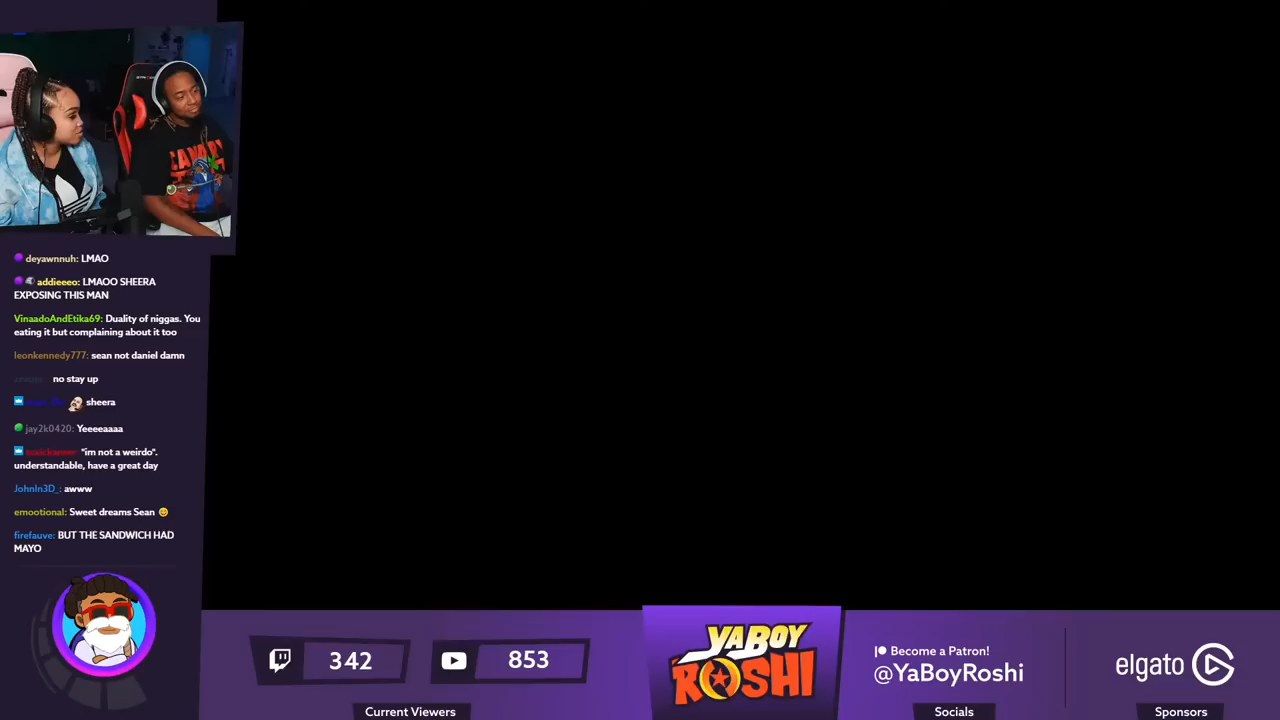 deyawnnuh: LMAO
addieeeo: LMAOO SHEERA
EXPOSING THIS MAN
VinaadoAndEtika69: Duality of niggas. You
eating it but complaining about it too
leonkennedy777: sean not daniel damn
no stay up
sheera
jay2k0420: Yeeeeaaaa
"im not a weirdo".
understandable, have a great day
JohnIn3D_: awww
emootional: Sweet dreams Sean
firefauve: BUT THE SANDWICH HAD
MAYO
342
853
Current Viewers
YABOY
ROSHI
Become a Patron!
@YaBoyRoshi
Socials
elgato
Sponsors